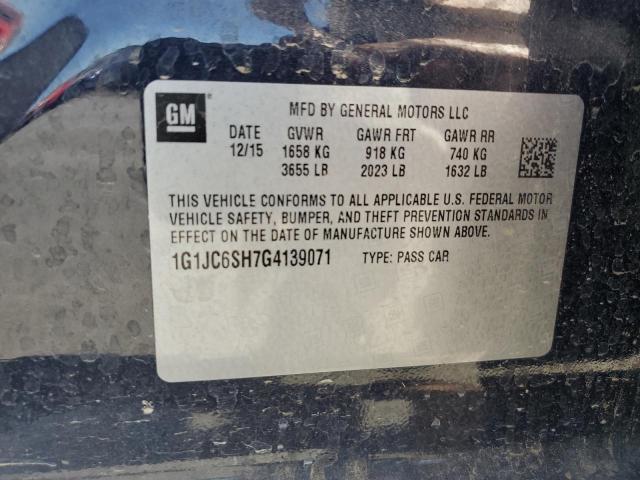 GM
MFD BY GENERAL MOTORS LLC
DATE GVWR GAWR FRT GAWR RR
12/15 1658 KG 918 KG 740 KG
3655 LB 2023 LB 1632 LB
THIS VEHICLE CONFORMS TO ALL APPLICABLE U.S. FEDERAL MOTOR
VEHICLE SAFETY, BUMPER, AND THEFT PREVENTION STANDARDS IN
EFFECT ON THE DATE OF MANUFACTURE SHOWN ABOVE.
1G1JC6SH7G4139071 TYPE: PASS CAR